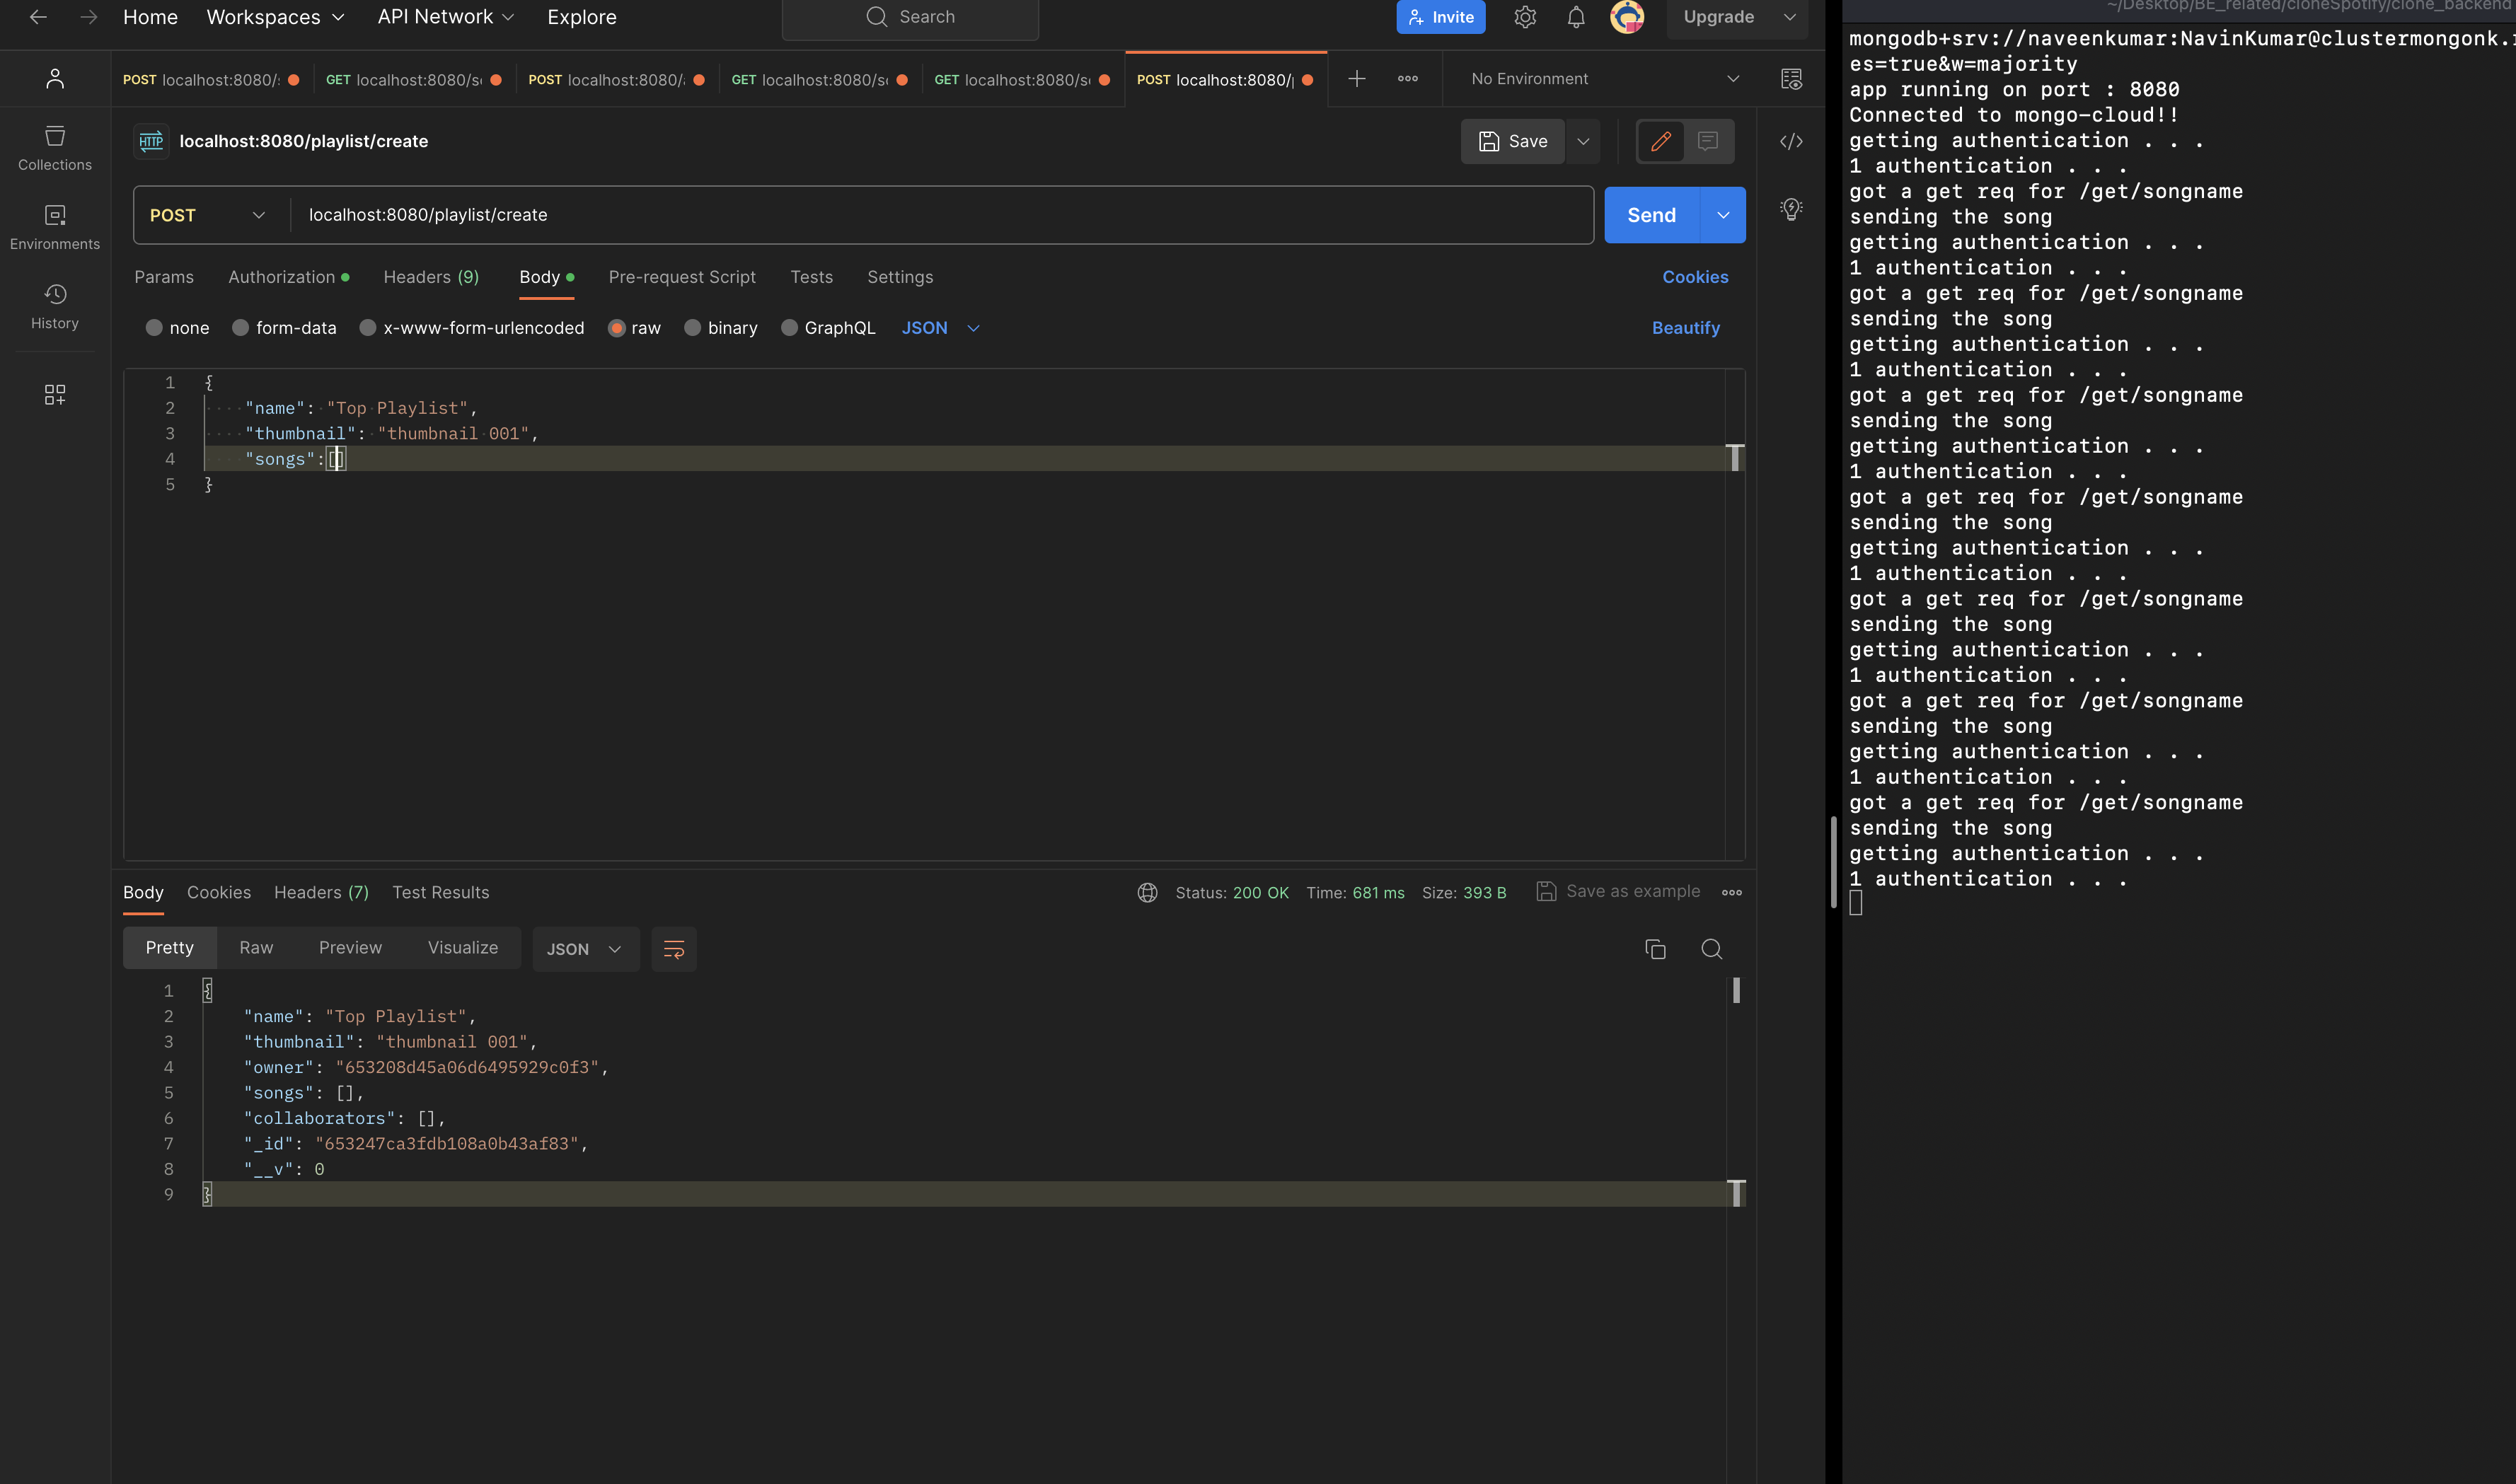 Home Workspaces API Network Explore Search Invite Upgrade
POST localhost:8080/ GET localhost:8080/ POST localhost:8080/ GET localhost:8080/ GET localhost:8080/ POST localhost:8080/ No Environment
HTTP localhost:8080/playlist/create Save
POST localhost:8080/playlist/create Send
Params Authorization Headers (9) Body Pre-request Script Tests Settings Cookies
none form-data x-www-form-urlencoded raw binary GraphQL JSON Beautify
1 {
2 "name": "Top Playlist",
3 "thumbnail": "thumbnail 001",
4 "songs":[]
5 }
Collections
Environments
History
Body Cookies Headers (7) Test Results Status: 200 OK Time: 681 ms Size: 393 B Save as example
Pretty Raw Preview Visualize JSON
1 {
2 "name": "Top Playlist",
3 "thumbnail": "thumbnail 001",
4 "owner": "653208d45a06d6495929c0f3",
5 "songs": [],
6 "collaborators": [],
7 "_id": "653247ca3fdb108a0b43af83",
8 "__v": 0
9 }
~/Desktop/BE_related/cloneSpotify/clone_backend
mongodb+srv://naveenkumar:NavinKumar@clustermongonk.
es=true&w=majority
app running on port : 8080
Connected to mongo-cloud!!
getting authentication . . .
1 authentication . . .
got a get req for /get/songname
sending the song
getting authentication . . .
1 authentication . . .
got a get req for /get/songname
sending the song
getting authentication . . .
1 authentication . . .
got a get req for /get/songname
sending the song
getting authentication . . .
1 authentication . . .
got a get req for /get/songname
sending the song
getting authentication . . .
1 authentication . . .
got a get req for /get/songname
sending the song
getting authentication . . .
1 authentication . . .
got a get req for /get/songname
sending the song
getting authentication . . .
1 authentication . . .
got a get req for /get/songname
sending the song
getting authentication . . .
1 authentication . . .